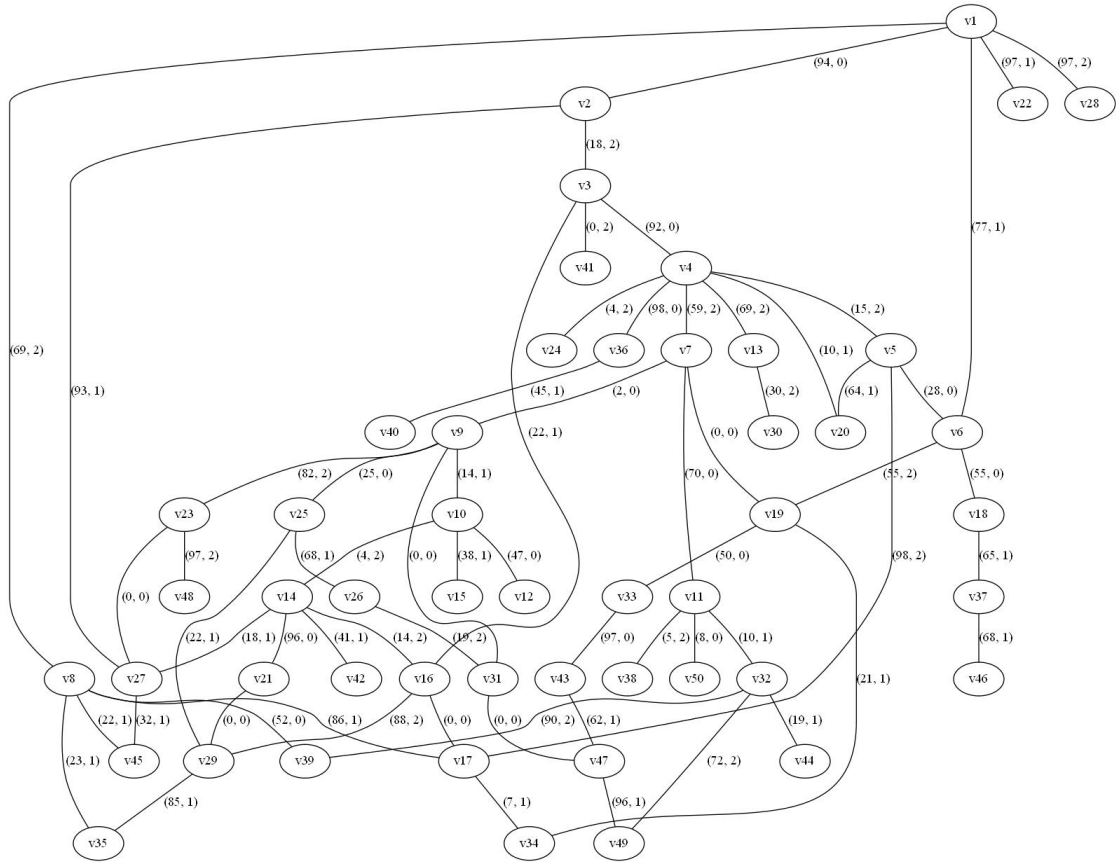 v1
(94, 0) (97, 1) (97, 2)
v2 v22 v28
(18, 2)
v3
(0, 2) (92, 0) (77, 1)
v41 v4
(4, 2) (98, 0) (59, 2) (69, 2) (15, 2)
(69, 2) v24 v36 v7 v13 (10, 1) v5
(93, 1) (45, 1) (2, 0) (30, 2) (64, 1) (28, 0)
v40 v9 (22, 1) (0, 0) v30 v20 v6
(82, 2) (25, 0) (14, 1) (70, 0) (55, 2) (55, 0)
v23 v25 v10 v19 v18
(97, 2) (68, 1) (0, 0) (38, 1) (47, 0) (50, 0) (98, 2) (65, 1)
(0, 0) v48 v14 (4, 2) v26 v15 v12 v33 v11 v37
(22, 1) (18, 1) (96, 0) (41, 1) (14, 2) (19, 2) (97, 0) (5, 2) (8, 0) (10, 1) (68, 1)
v8 v27 v21 v42 v16 v31 v43 v38 v50 v32 (21, 1) v46
(22, 1) (32, 1) (0, 0) (52, 0) (86, 1) (88, 2) (0, 0) (0, 0) (90, 2) (62, 1) (19, 1)
(23, 1) v45 v29 v39 v17 v47 (72, 2) v44
(85, 1) (7, 1) (96, 1)
v35 v34 v49